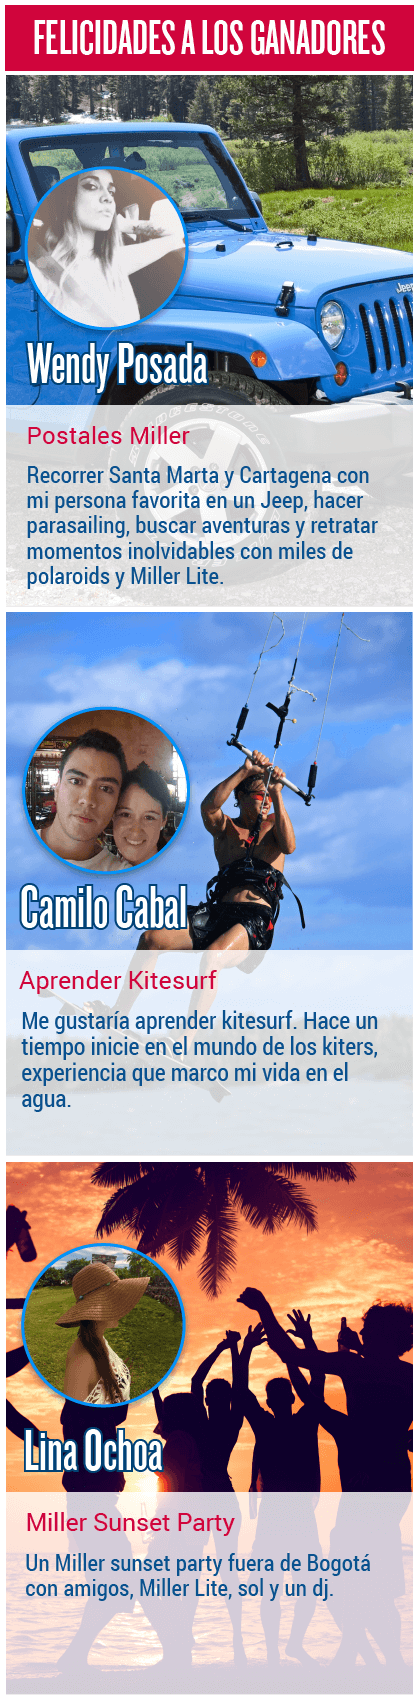 FELICIDADES A LOS GANADORES
Jeep
Wendy Posada
Postales Miller
Recorrer Santa Marta y Cartagena con
mi persona favorita en un Jeep, hacer
parasailing, buscar aventuras y retratar
momentos inolvidables con miles de
polaroids y Miller Lite.
Camilo Cabal
Aprender Kitesurf
Me gustaría aprender kitesurf. Hace un
tiempo inicie en el mundo de los kiters,
experiencia que marco mi vida en el
agua.
Lina Ochoa
Miller Sunset Party
Un Miller sunset party fuera de Bogotá
con amigos, Miller Lite, sol y un dj.